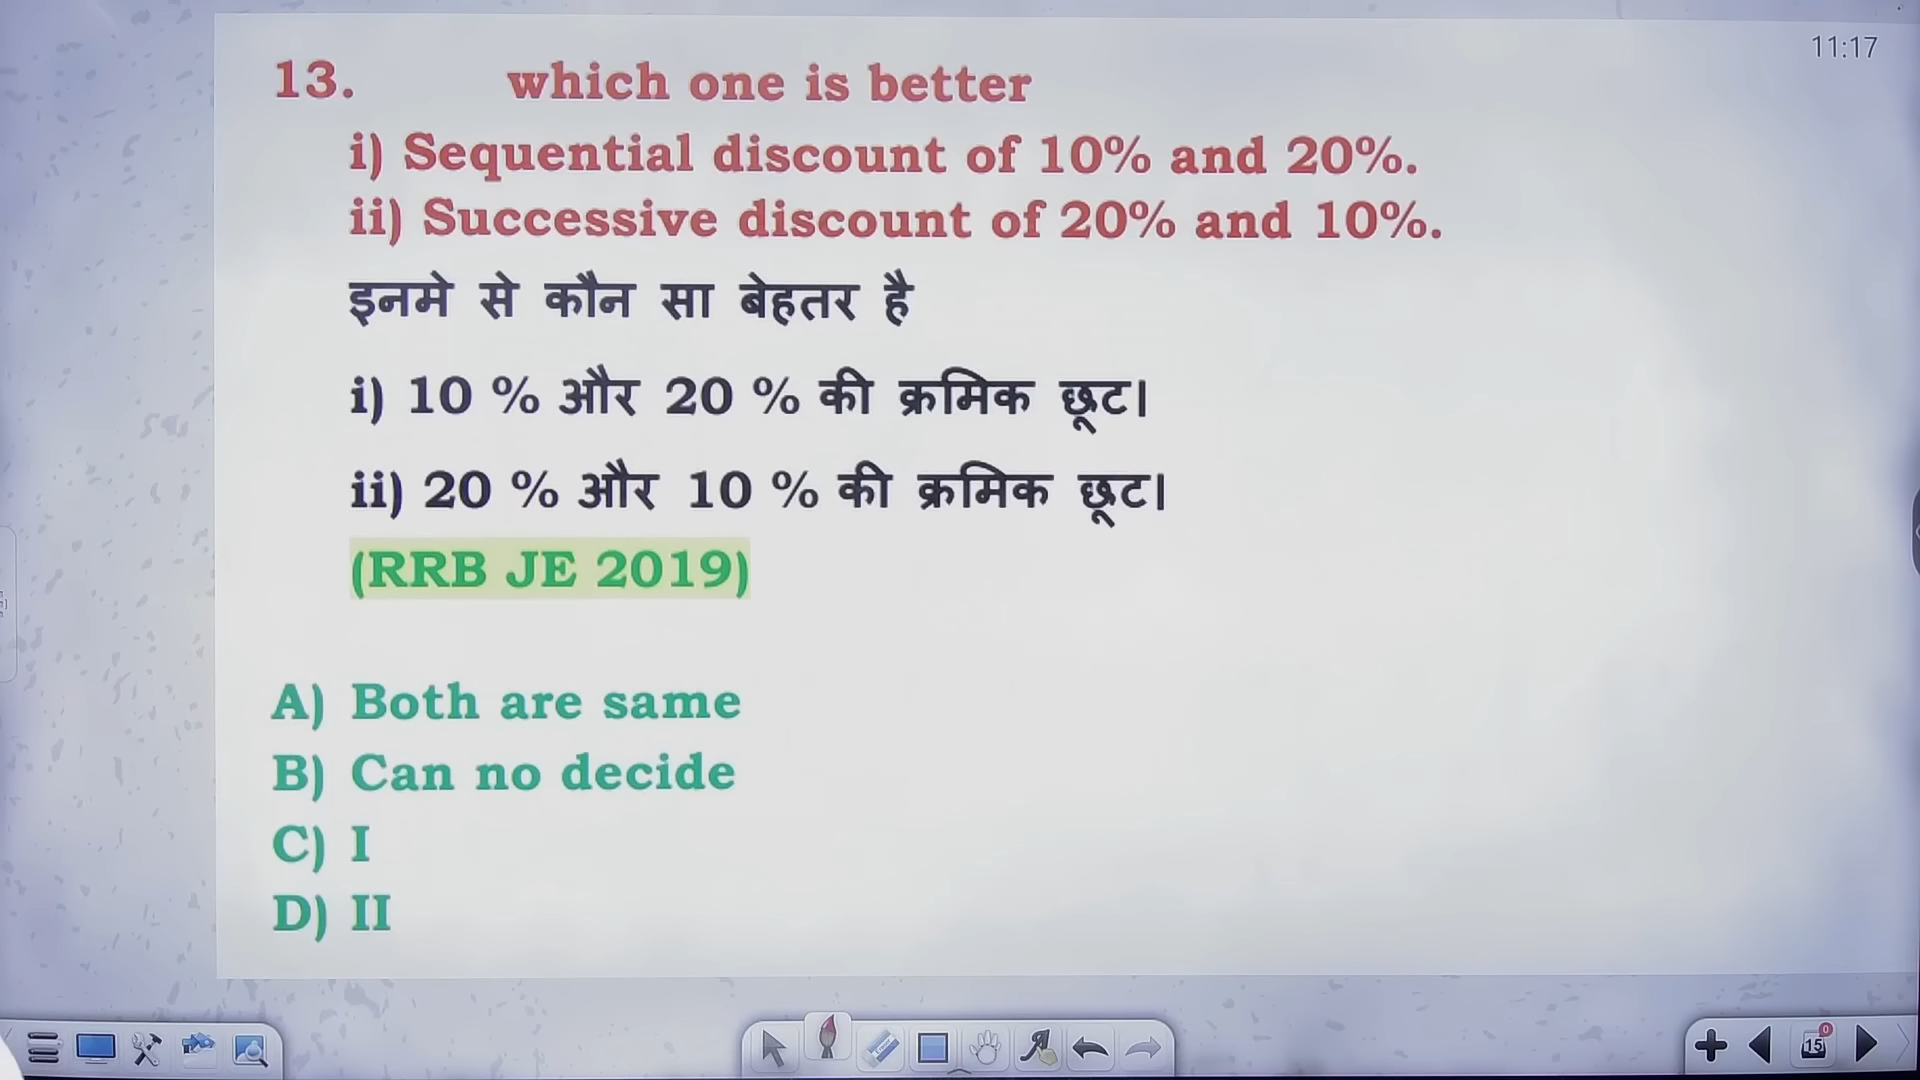 11:17
13. which one is better
i) Sequential discount of 10% and 20%.
ii) Successive discount of 20% and 10%.
इनमे से कौन सा बेहतर है
i) 10 % और 20 % की क्रमिक छूट।
ii) 20 % और 10 % की क्रमिक छूट।
(RRB JE 2019)
A) Both are same
B) Can no decide
C) I
D) II
0
15